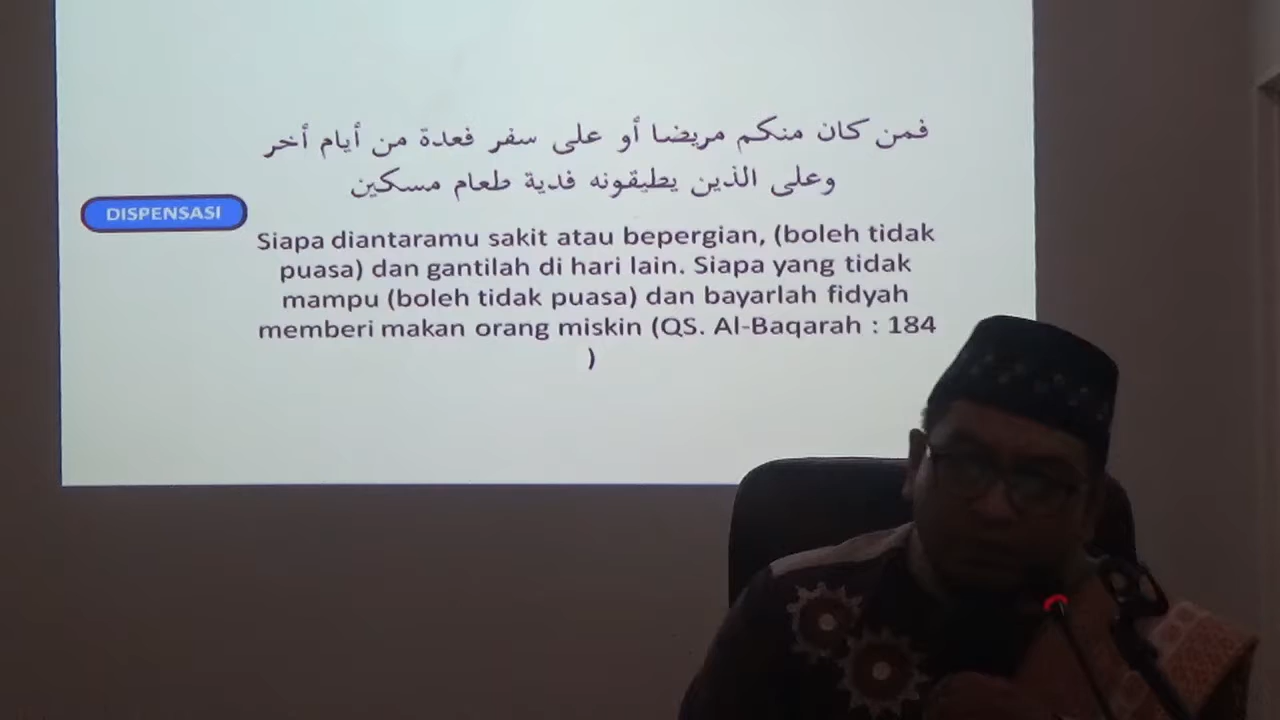 فمن كان منكم مريضا أو على سفر فعدة من أيام أخر
وعلى الذين يطيقونه فدية طعام مسكين
DISPENSASI
Siapa diantaramu sakit atau bepergian, (boleh tidak
puasa) dan gantilah di hari lain. Siapa yang tidak
mampu (boleh tidak puasa) dan bayarlah fidyah
memberi makan orang miskin (QS. Al-Baqarah : 184
)